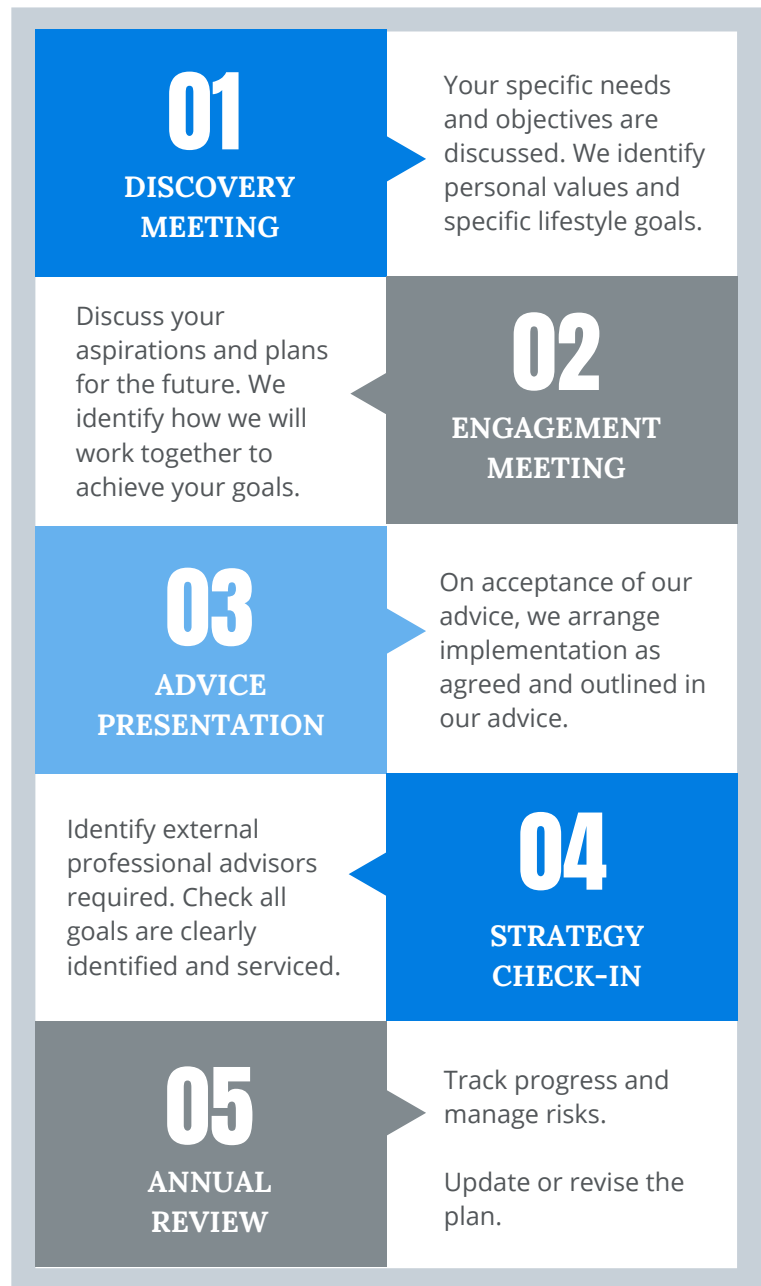 01
DISCOVERY
MEETING
Your specific needs
and objectives are
discussed. We identify
personal values and
specific lifestyle goals.
02
ENGAGEMENT
MEETING
Discuss your
aspirations and plans
for the future. We
identify how we will
work together to
achieve your goals.
03
ADVICE
PRESENTATION
On acceptance of our
advice, we arrange
implementation as
agreed and outlined in
our advice.
04
STRATEGY
CHECK-IN
Identify external
professional advisors
required. Check all
goals are clearly
identified and serviced.
05
ANNUAL
REVIEW
Track progress and
manage risks.
Update or revise the
plan.